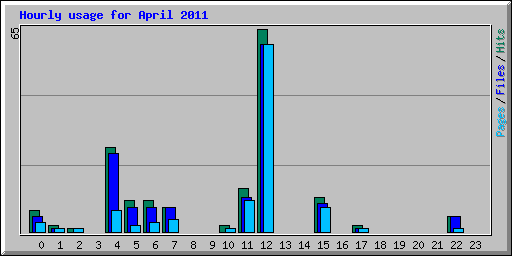 Hourly usage for April 2011
65
Pages/Files/Hits
0 1 2 3 4 5 6 7 8 9 10 11 12 13 14 15 16 17 18 19 20 21 22 23